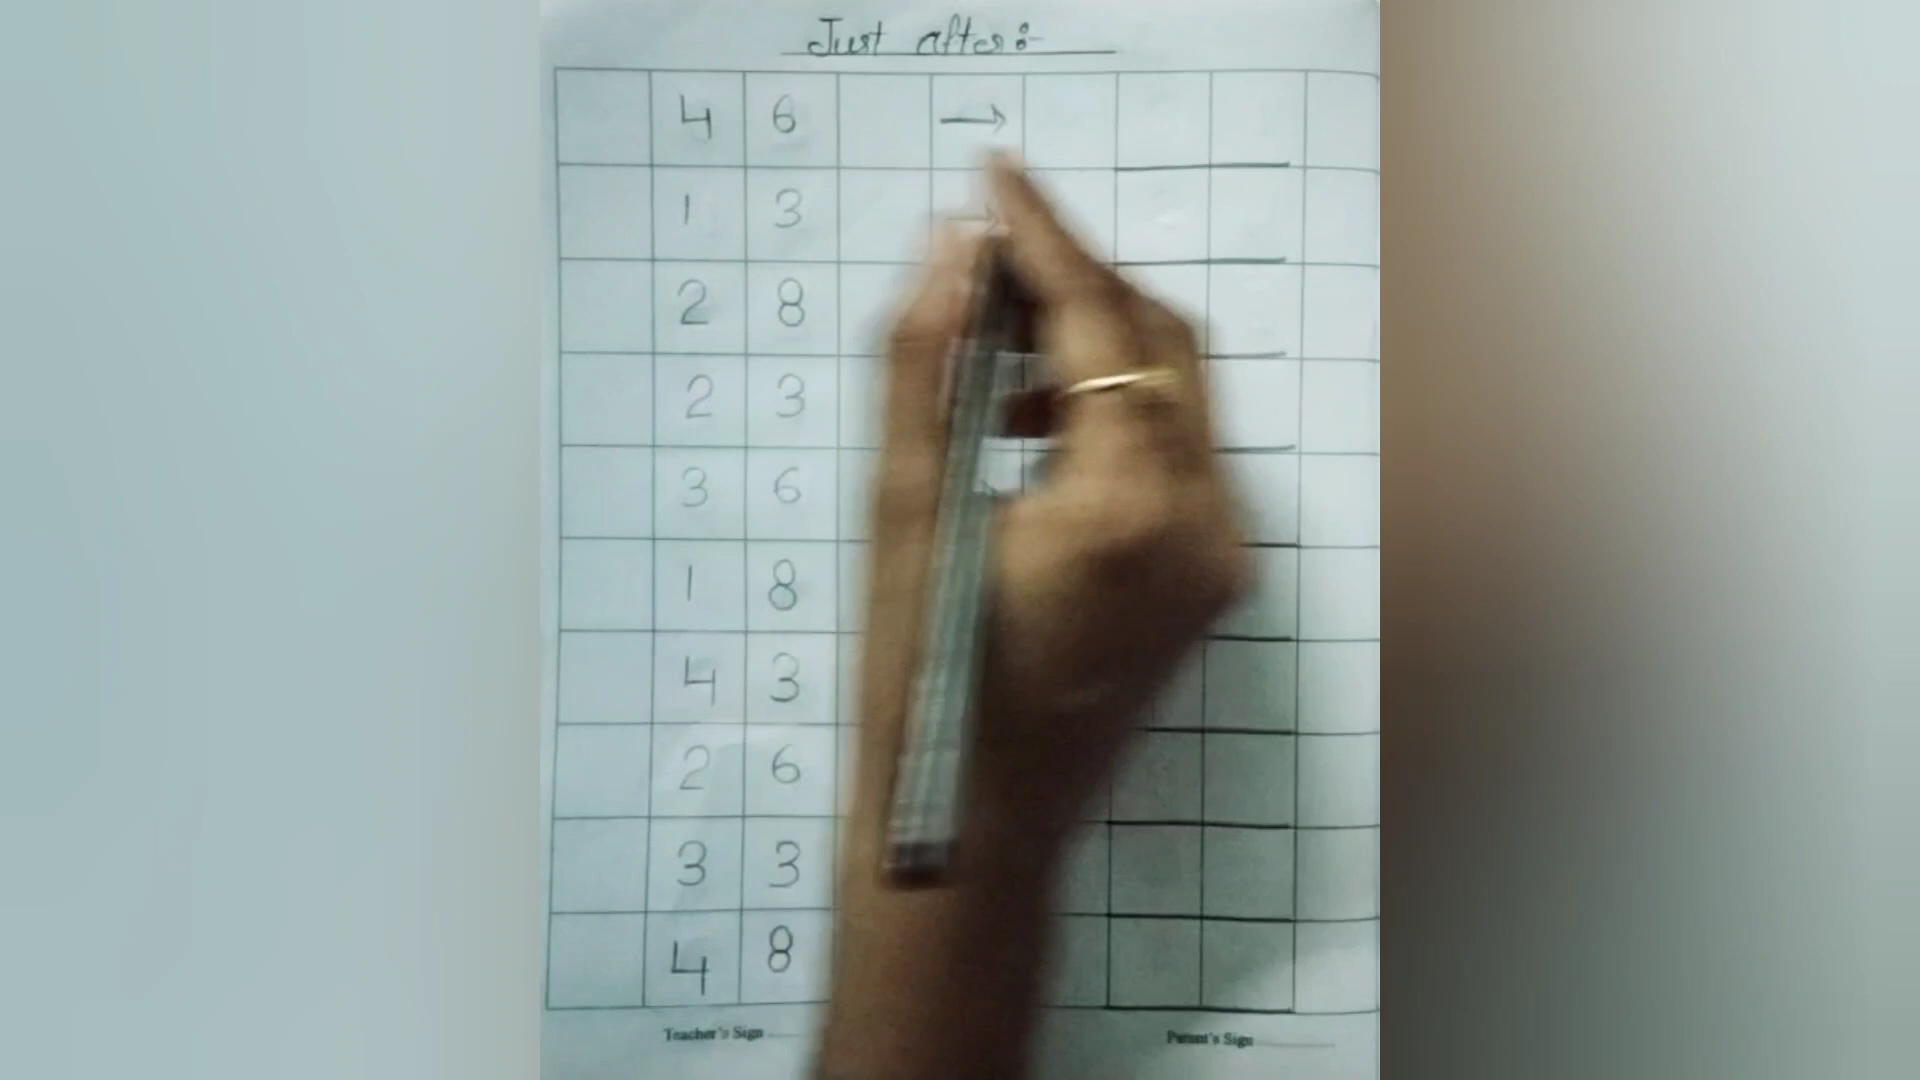 Just after:-
4 6 →
1 3 →
2 8
2 3
3 6
1 8
4 3
2 6
3 3
4 8
Teacher's Sign Parent's Sign